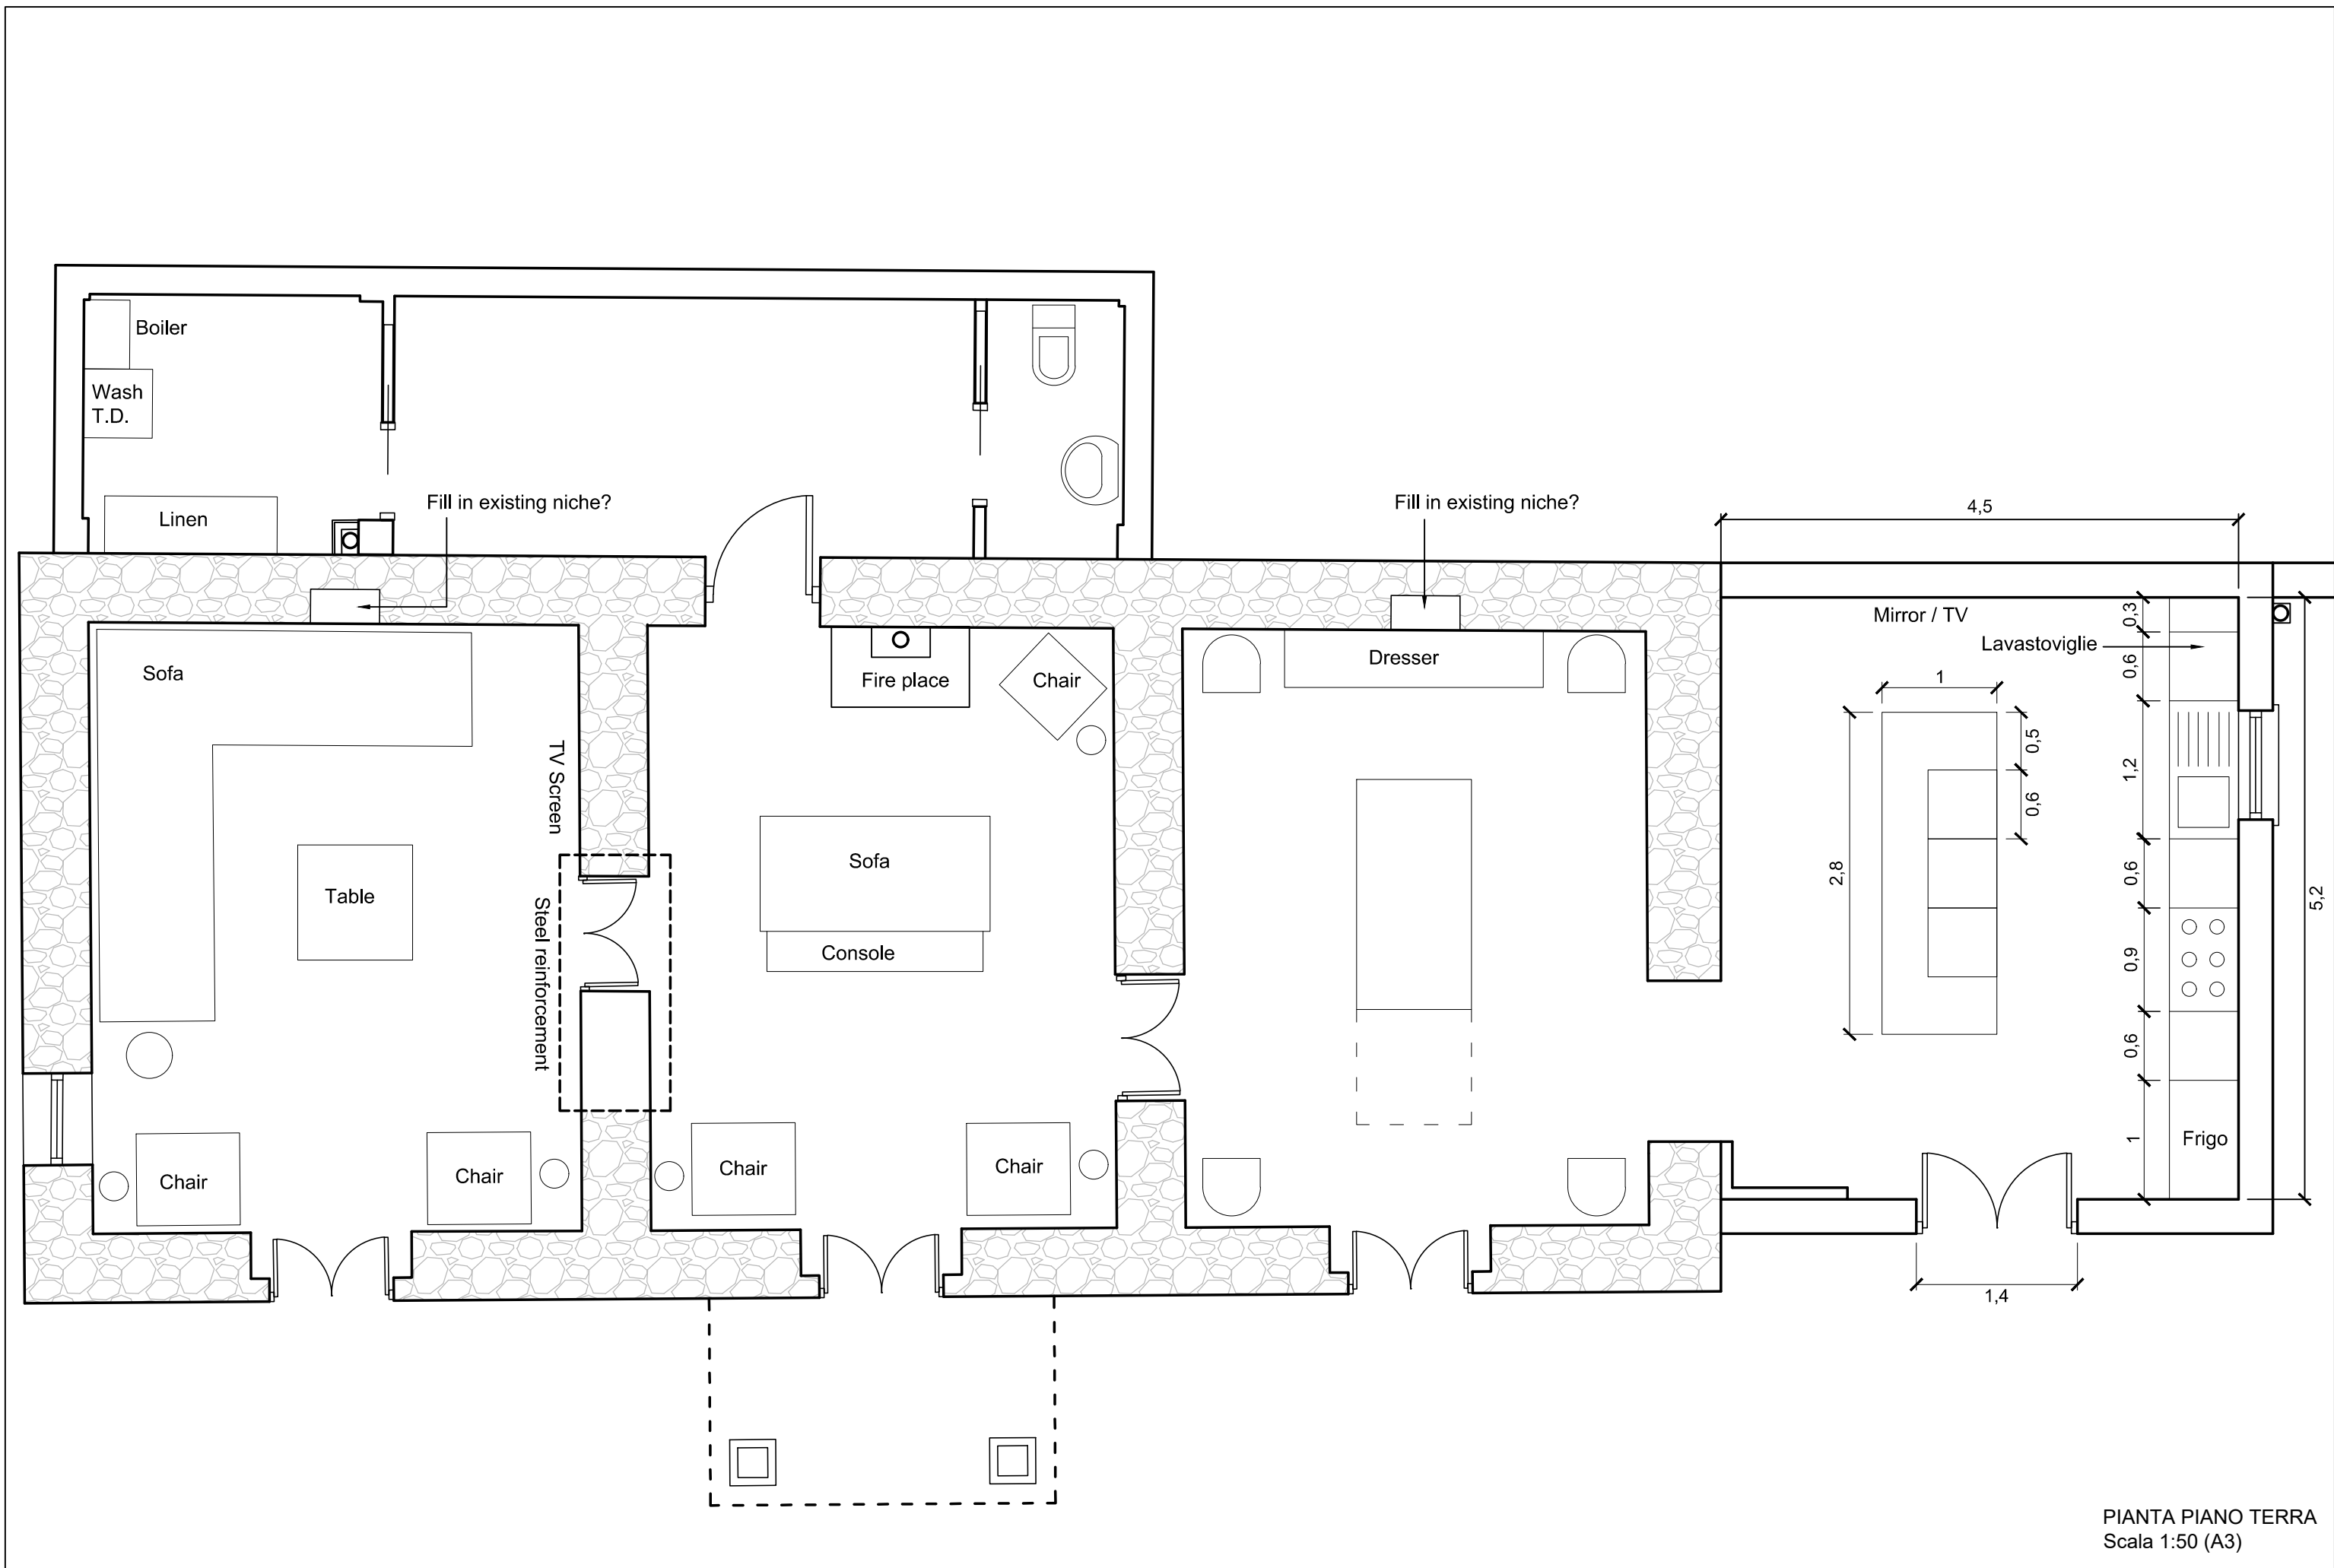 Boiler
Wash
T.D.
Linen
Fill in existing niche?
Fill in existing niche?
4,5
Sofa
TV Screen
Fire place
Chair
Dresser
Mirror / TV
Lavastoviglie
0,3
0,6
1
0,5
0,6
1,2
2,8
0,6
0,9
0,6
1
5,2
Table
Steel reinforcement
Sofa
Console
Chair
Chair
Chair
Chair
Frigo
1,4
PIANTA PIANO TERRA
Scala 1:50 (A3)